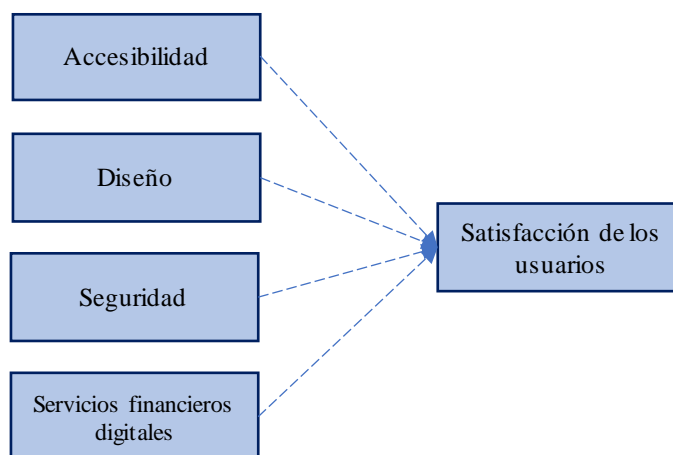 Accesibilidad
Diseño
Seguridad
Servicios financieros
digitales
Satisfacción de los
usuarios